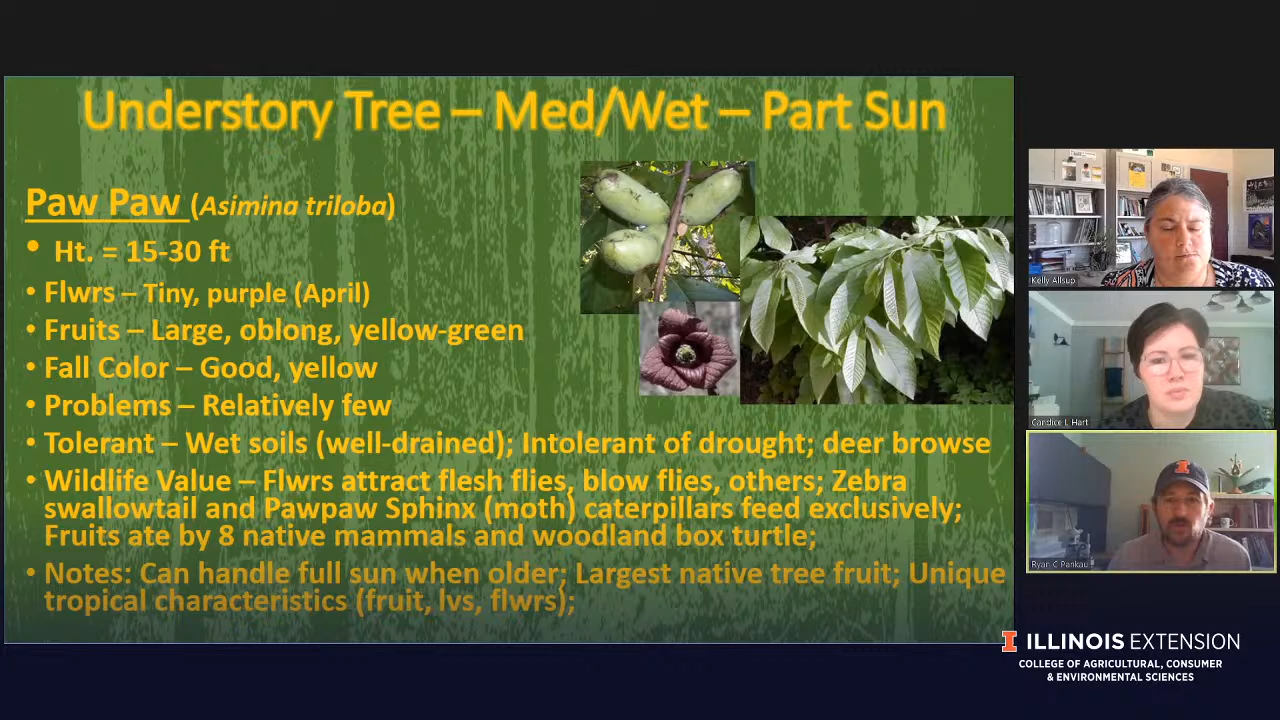 Understory Tree – Med/Wet – Part Sun
Paw Paw (Asimina triloba)
• Ht. = 15-30 ft
• Flwrs – Tiny, purple (April)
• Fruits – Large, oblong, yellow-green
• Fall Color – Good, yellow
• Problems – Relatively few
• Tolerant – Wet soils (well-drained); Intolerant of drought; deer browse
• Wildlife Value – Flwrs attract flesh flies, blow flies, others; Zebra
swallowtail and Pawpaw Sphinx (moth) caterpillars feed exclusively;
Fruits ate by 8 native mammals and woodland box turtle;
• Notes: Can handle full sun when older; Largest native tree fruit; Unique
tropical characteristics (fruit, lvs, flwrs);
Kelly Allsup
Candice L Hart
Ryan C Pankau
I ILLINOIS EXTENSION
COLLEGE OF AGRICULTURAL, CONSUMER
& ENVIRONMENTAL SCIENCES